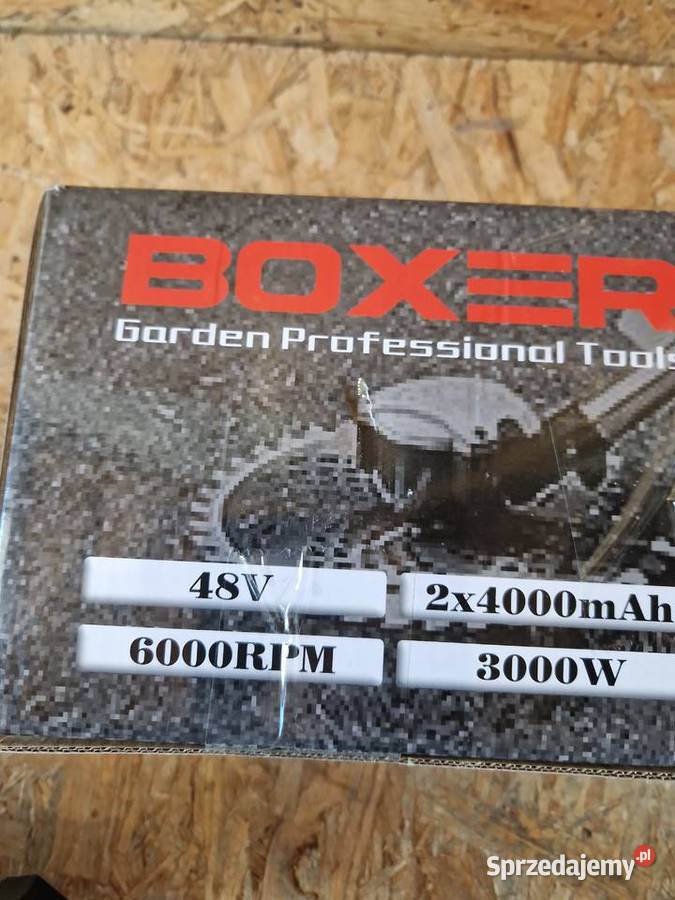 BOXER
Garden Professional Tools
48V
2x4000mAh
6000RPM
3000W
Sprzedajemy.pl